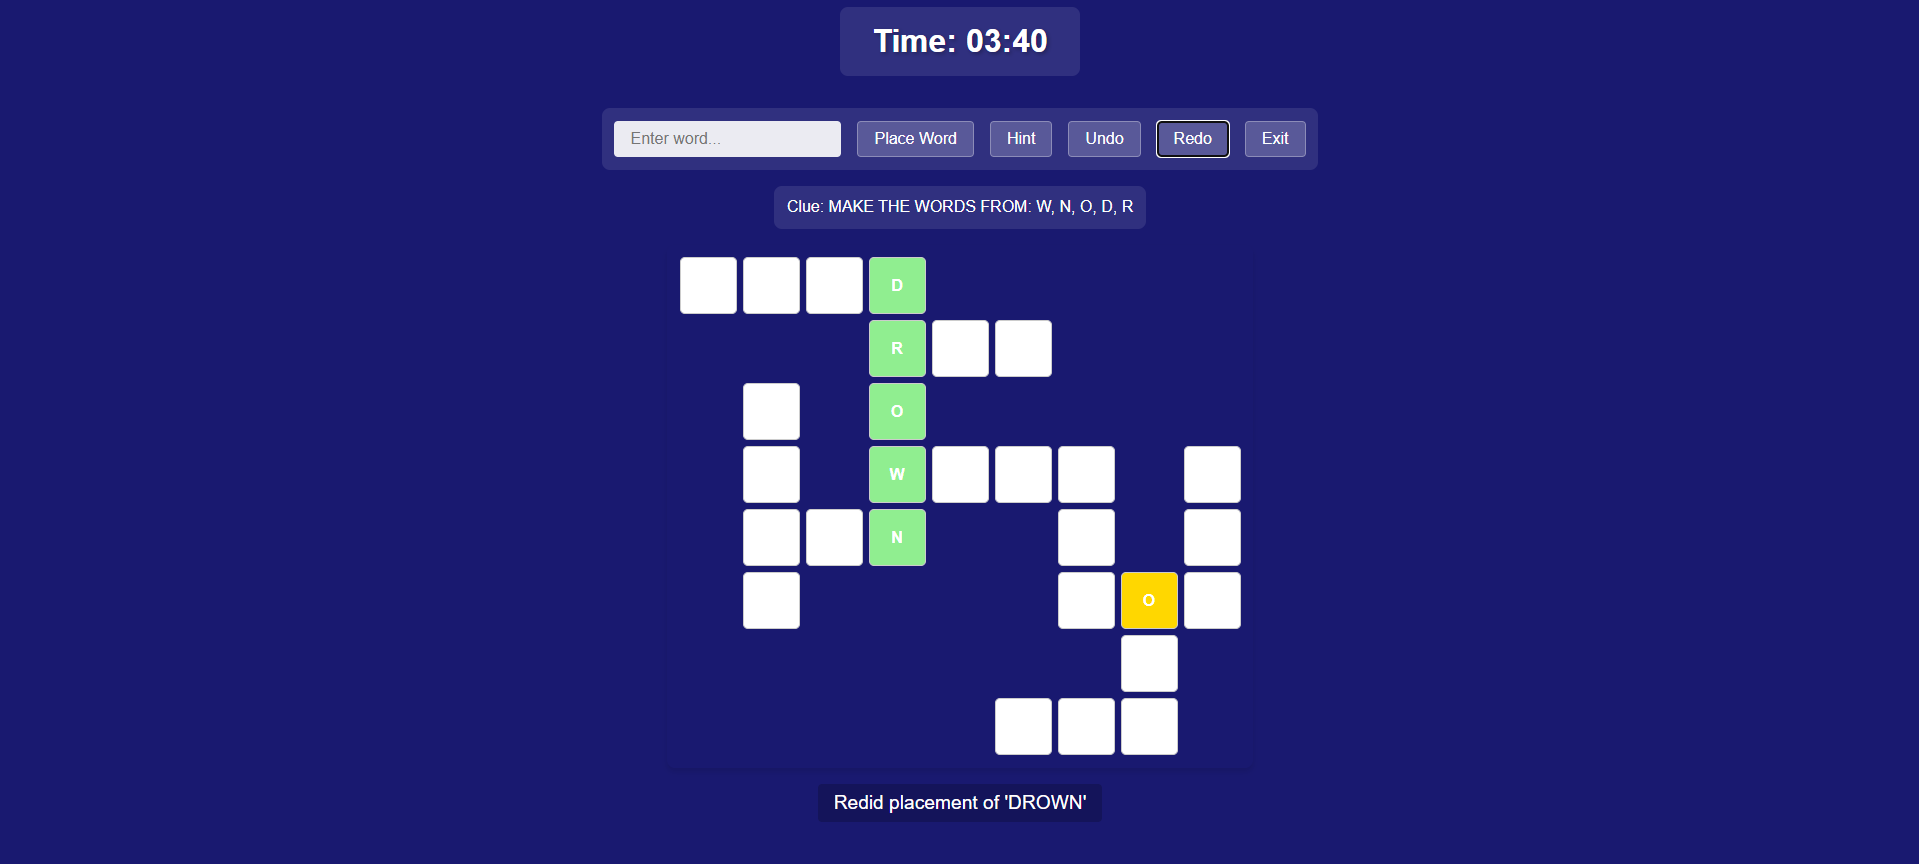 Time: 03:40
Enter word... Place Word Hint Undo Redo Exit
Clue: MAKE THE WORDS FROM: W, N, O, D, R
D
R
O
W
N
O
Redid placement of 'DROWN'